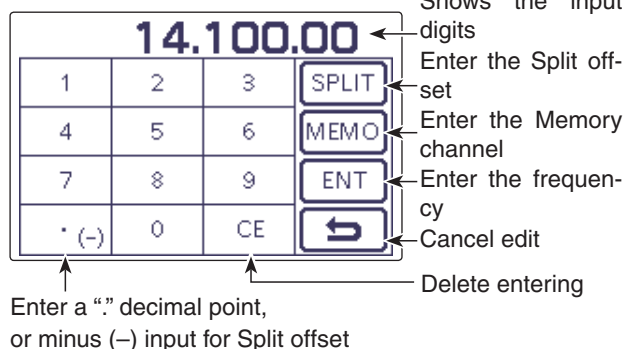 Shows the input
digits
14.100.00
Enter the Split off-
set
1 2 3 SPLIT
Enter the Memory
channel
4 5 6 MEMO
Enter the frequen-
cy
7 8 9 ENT
Cancel edit
· (–) 0 CE
Delete entering
Enter a “.” decimal point,
or minus (–) input for Split offset